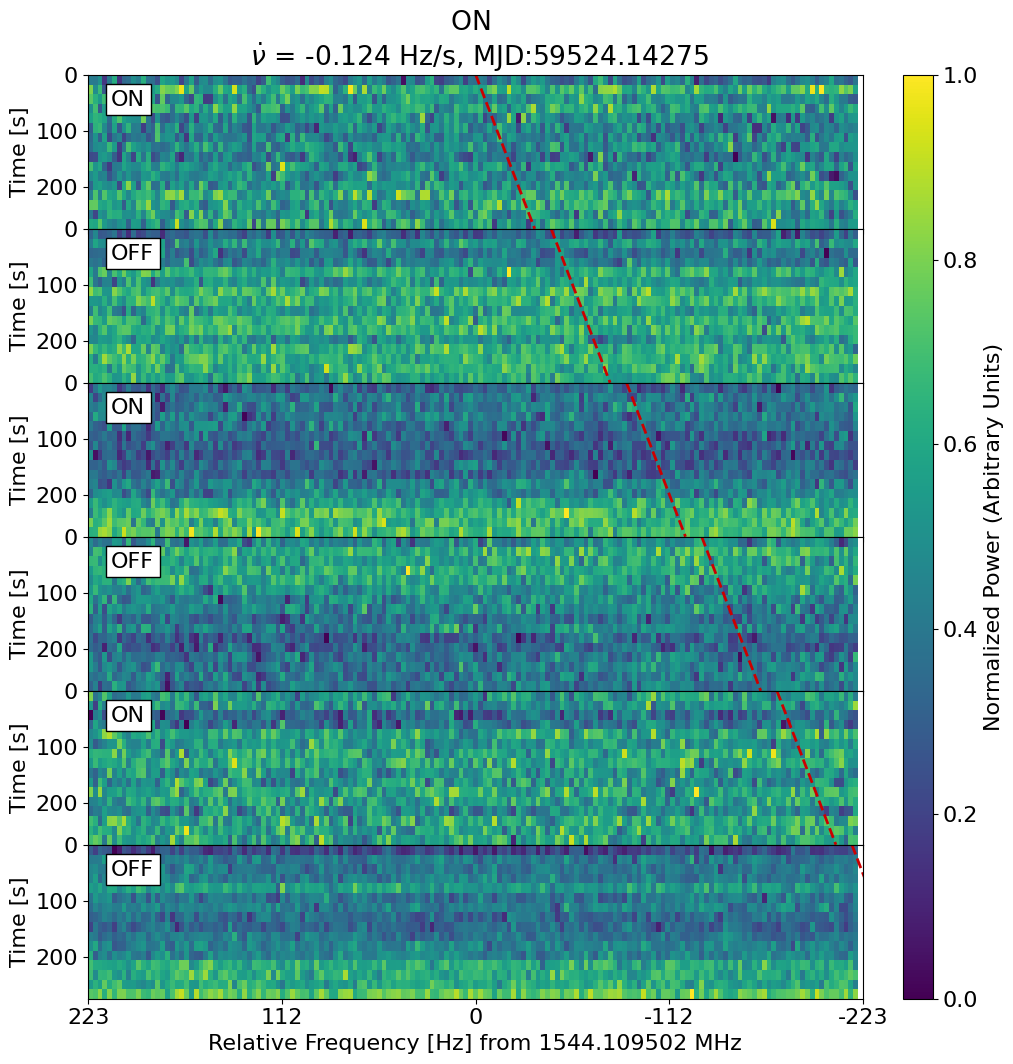 ON
ν̇ = -0.124 Hz/s, MJD:59524.14275
0
100
200
Time [s]
ON
0
100
200
Time [s]
OFF
0
100
200
Time [s]
ON
0
100
200
Time [s]
OFF
0
100
200
Time [s]
ON
0
100
200
Time [s]
OFF
223 112 0 -112 -223
Relative Frequency [Hz] from 1544.109502 MHz
1.0
0.8
0.6
0.4
0.2
0.0
Normalized Power (Arbitrary Units)